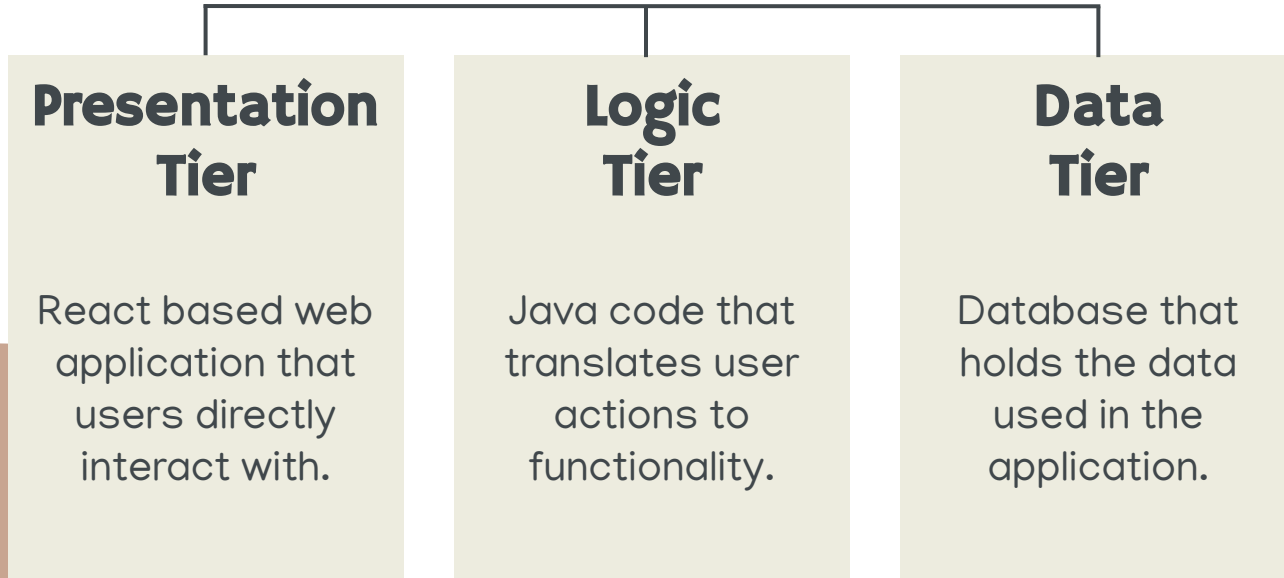 Presentation
Tier
React based web
application that
users directly
interact with.
Logic
Tier
Java code that
translates user
actions to
functionality.
Data
Tier
Database that
holds the data
used in the
application.